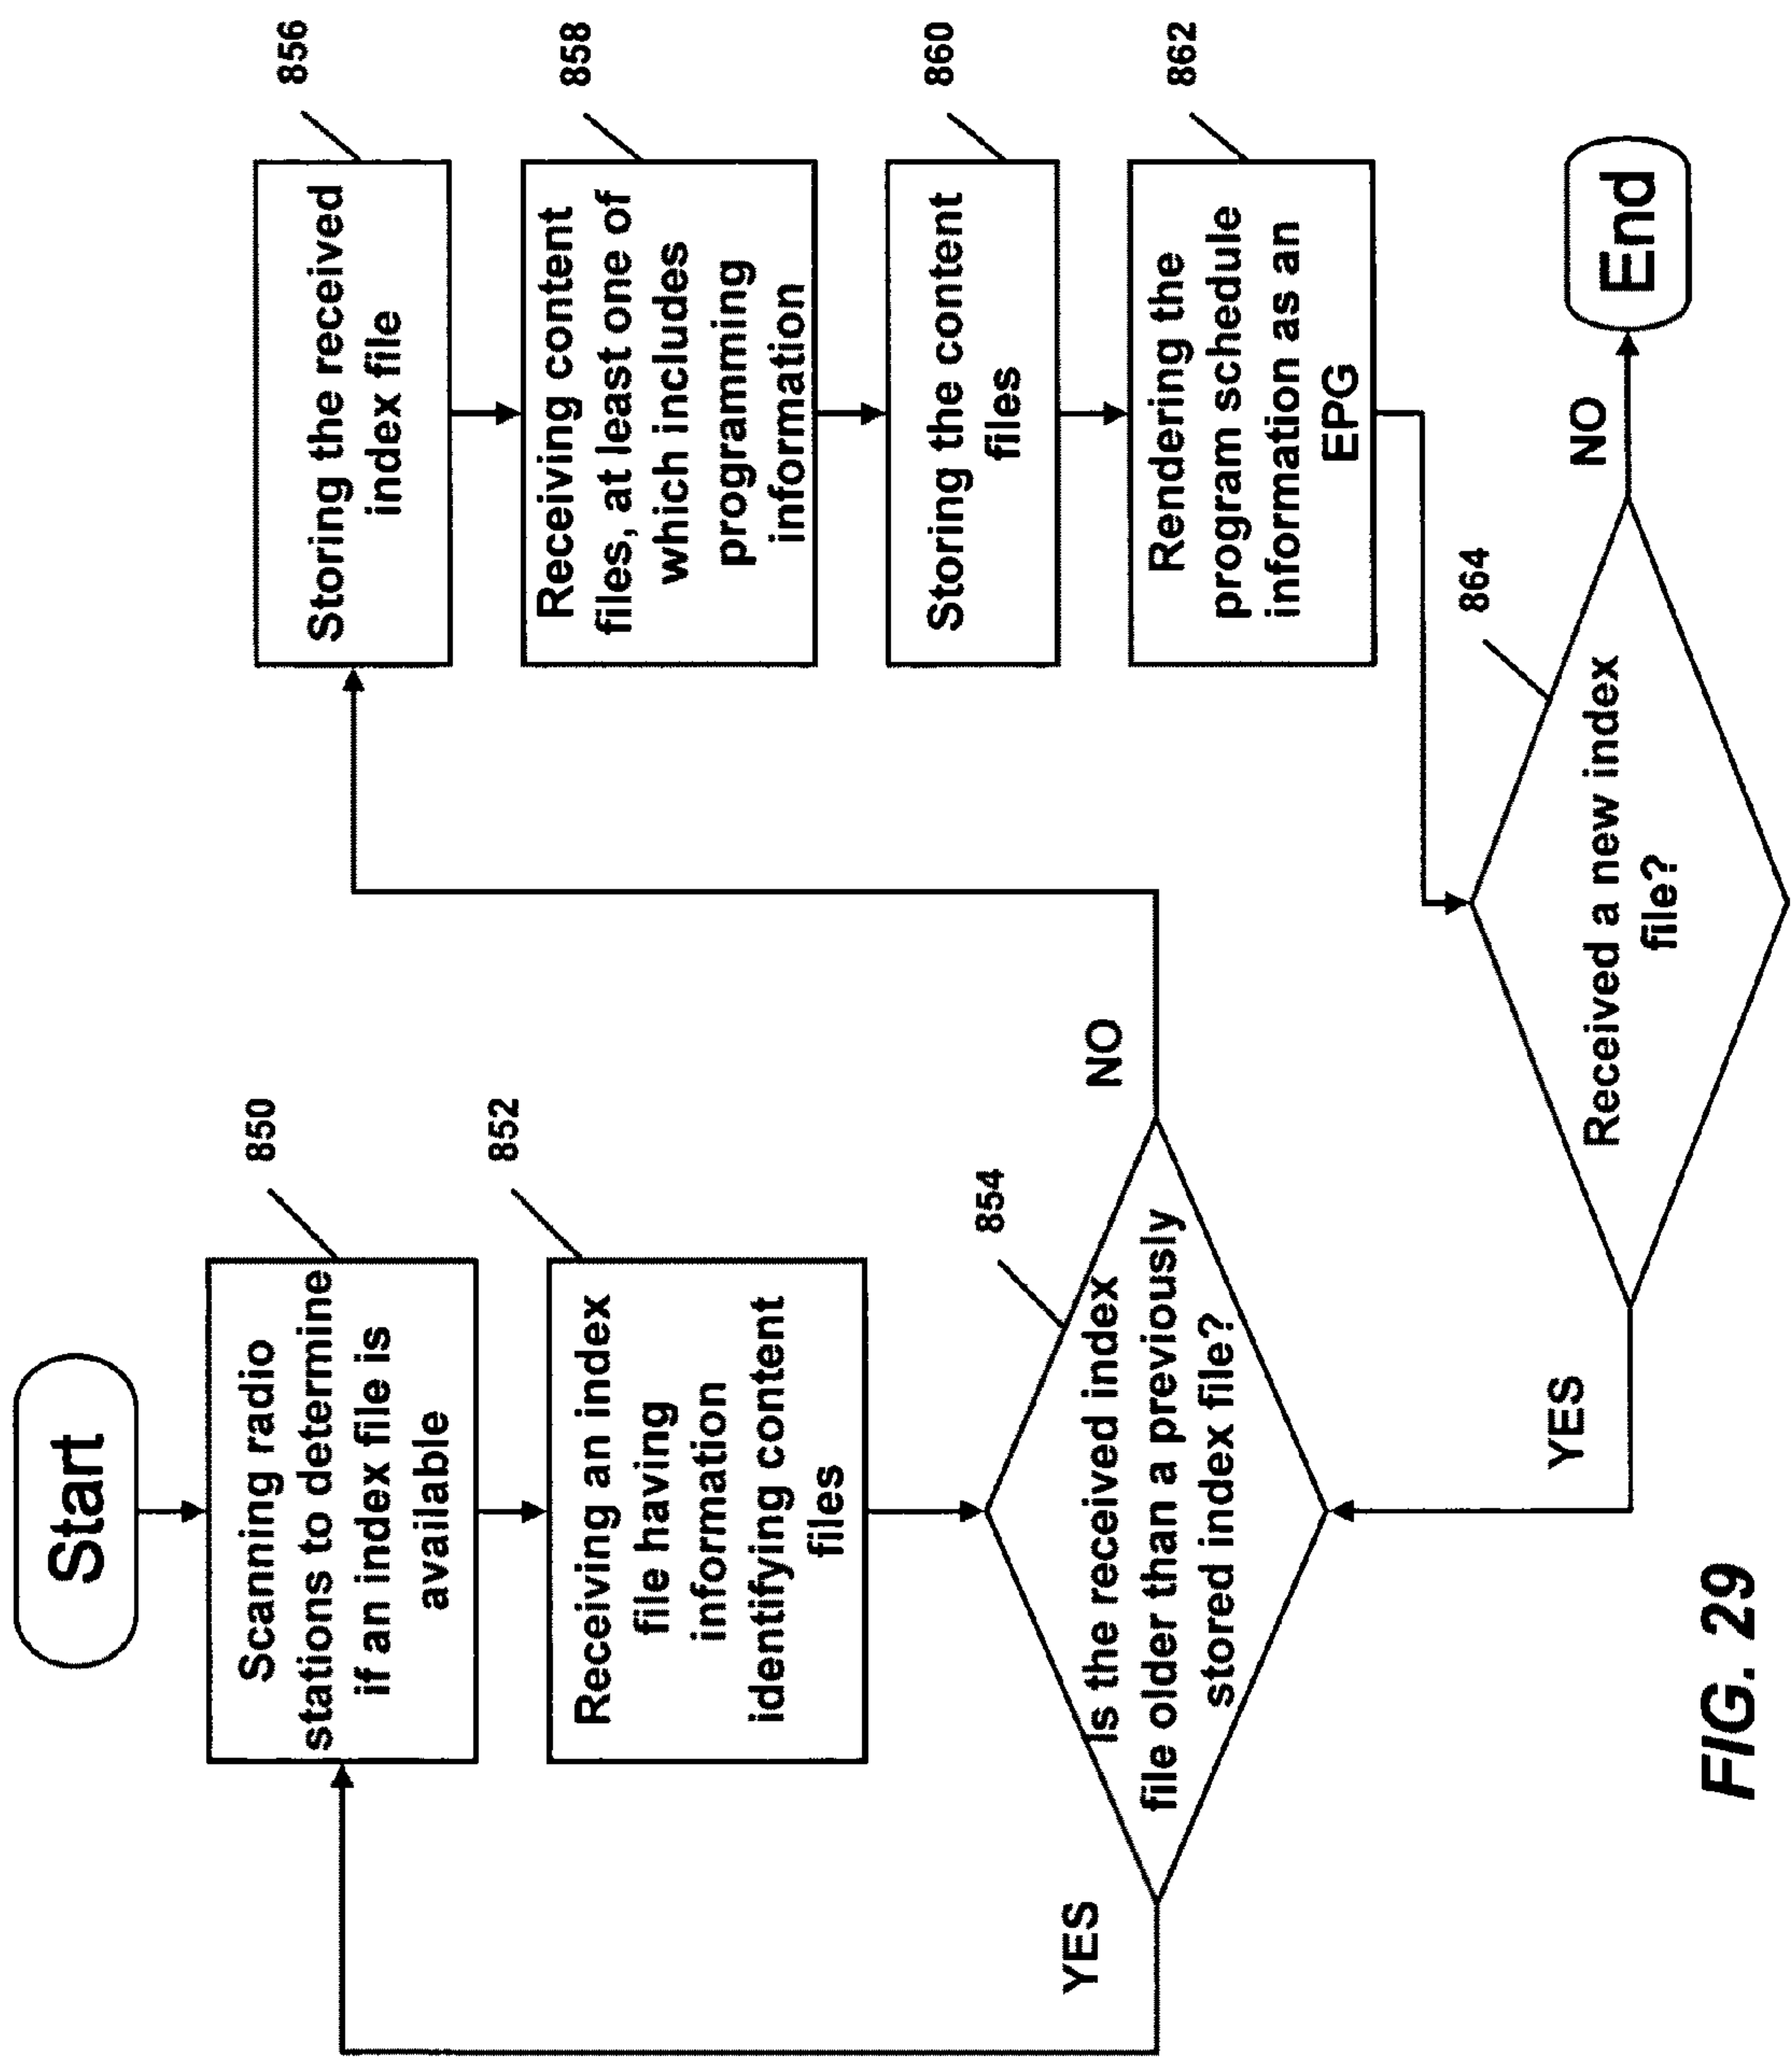 Start
850
Scanning radio
stations to determine
if an index file is
available
852
Receiving an index
file having
information
identifying content
files
854
Is the received index
file older than a previously
stored index file?
YES
NO
856
Storing the received
index file
858
Receiving content
files, at least one of
which includes
programming
information
860
Storing the content
files
862
Rendering the
program schedule
information as an
EPG
864
Received a new index
file?
YES
NO
End
FIG. 29